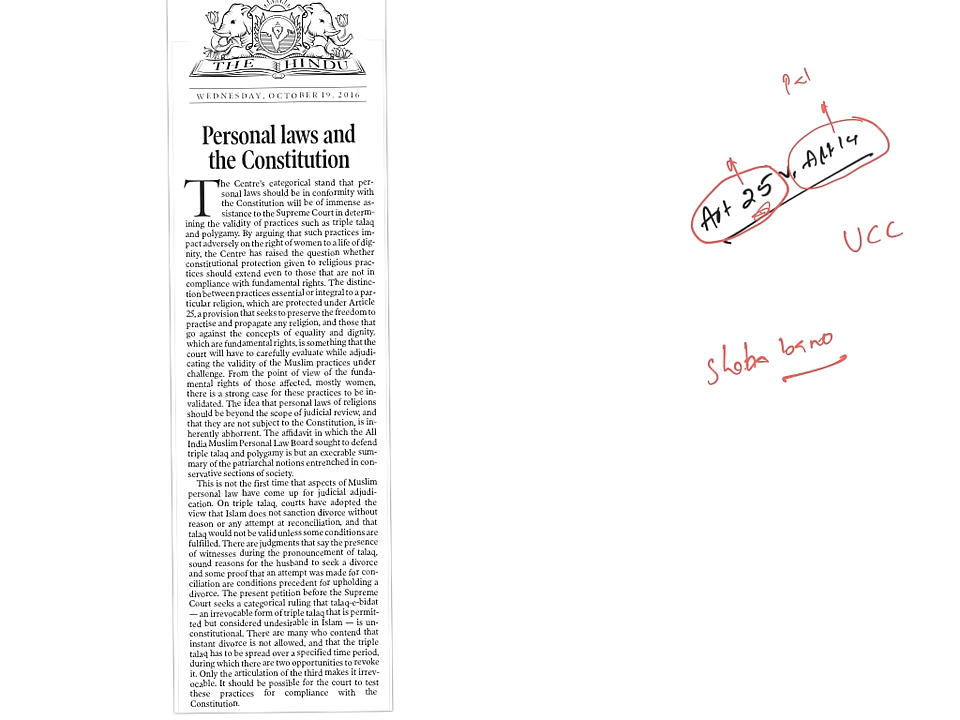 THE HINDU
WEDNESDAY, OCTOBER 19, 2016
Personal laws and
the Constitution
The Centre's categorical stand that per-
sonal laws should be in conformity with
the Constitution will be of immense as-
sistance to the Supreme Court in determ-
ining the validity of practices such as triple talaq
and polygamy. By arguing that such practices im-
pact adversely on the right of women to a life of dig-
nity, the Centre has raised the question whether
constitutional protection given to religious prac-
tices should extend even to those that are not in
compliance with fundamental rights. The distinc-
tion between practices essential or integral to a par-
ticular religion, which are protected under Article
25, a provision that seeks to preserve the freedom to
practise and propagate any religion, and those that
go against the concepts of equality and dignity,
which are fundamental rights, is something that the
court will have to carefully evaluate while adjudi-
cating the validity of the Muslim practices under
challenge. From the point of view of the funda-
mental rights of those affected, mostly women,
there is a strong case for these practices to be in-
validated. The idea that personal laws of religions
should be beyond the scope of judicial review, and
that they are not subject to the Constitution, is in-
herently abhorrent. The affidavit in which the All
India Muslim Personal Law Board sought to defend
triple talaq and polygamy is but an execrable sum-
mary of the patriarchal notions entrenched in con-
servative sections of society.
This is not the first time that aspects of Muslim
personal law have come up for judicial adjudi-
cation. On triple talaq, courts have adopted the
view that Islam does not sanction divorce without
reason or any attempt at reconciliation, and that
talaq would not be valid unless some conditions are
fulfilled. There are judgments that say the presence
of witnesses during the pronouncement of talaq,
sound reasons for the husband to seek a divorce
and some proof that an attempt was made for con-
ciliation are conditions precedent for upholding a
divorce. The present petition before the Supreme
Court seeks a categorical ruling that talaq-e-bidat
— an irrevocable form of triple talaq that is permit-
ted but considered undesirable in Islam — is un-
constitutional. There are many who contend that
instant divorce is not allowed, and that the triple
talaq has to be spread over a specified time period,
during which there are two opportunities to revoke
it. Only the articulation of the third makes it irrev-
ocable. It should be possible for the court to test
these practices for compliance with the
Constitution.
Art 25 v. Art 14
UCC
Shoba bano